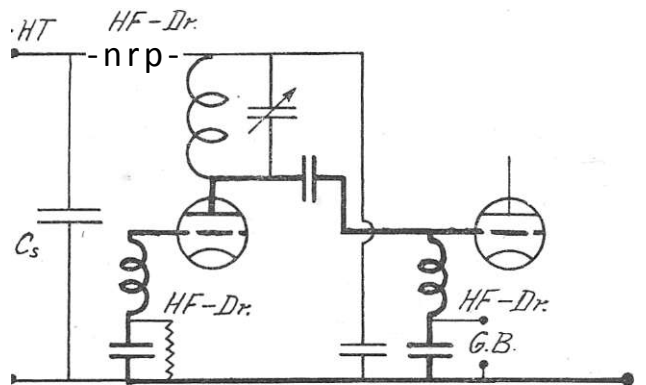 HF-Dr.
·HT
-nrp-
Cs
HF-Dr.
HF-Dr.
G.B.